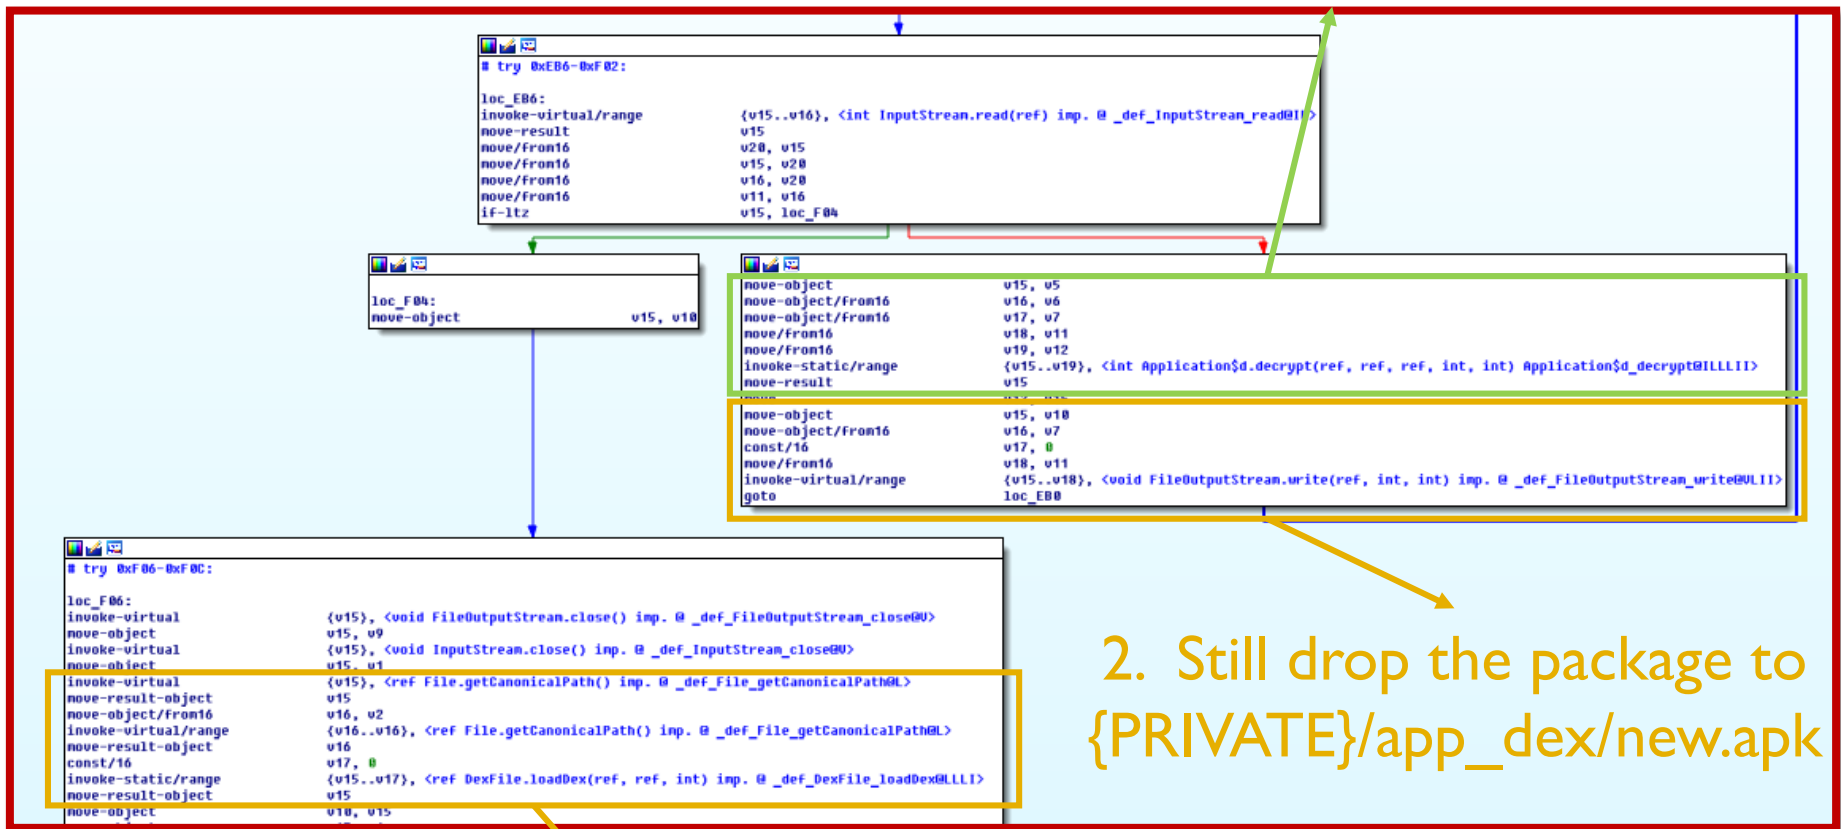 # try 0xEB6-0xF02:
loc_EB6:
invoke-virtual/range {v15..v16}, <int InputStream.read(ref) imp. @ _def_InputStream_read@IL>
move-result v15
move/from16 v20, v15
move/from16 v15, v20
move/from16 v16, v20
move/from16 v11, v16
if-ltz v15, loc_F04
loc_F04:
move-object v15, v10
move-object v15, v5
move-object/from16 v16, v6
move-object/from16 v17, v7
move/from16 v18, v11
move/from16 v19, v12
invoke-static/range {v15..v19}, <int Application$d.decrypt(ref, ref, ref, int, int) Application$d_decrypt@ILLLII>
move-result v15
move-object v15, v10
move-object/from16 v16, v7
const/16 v17, 0
move/from16 v18, v11
invoke-virtual/range {v15..v18}, <void FileOutputStream.write(ref, int, int) imp. @ _def_FileOutputStream_write@VLII>
goto loc_EB0
# try 0xF06-0xF0C:
loc_F06:
invoke-virtual {v15}, <void FileOutputStream.close() imp. @ _def_FileOutputStream_close@V>
move-object v15, v9
invoke-virtual {v15}, <void InputStream.close() imp. @ _def_InputStream_close@V>
move-object v15, v1
invoke-virtual {v15}, <ref File.getCanonicalPath() imp. @ _def_File_getCanonicalPath@L>
move-result-object v15
move-object/from16 v16, v2
invoke-virtual/range {v16..v16}, <ref File.getCanonicalPath() imp. @ _def_File_getCanonicalPath@L>
move-result-object v16
const/16 v17, 0
invoke-static/range {v15..v17}, <ref DexFile.loadDex(ref, ref, int) imp. @ _def_DexFile_loadDex@LLLI>
move-result-object v15
move-object v10, v15
2. Still drop the package to
{PRIVATE}/app_dex/new.apk